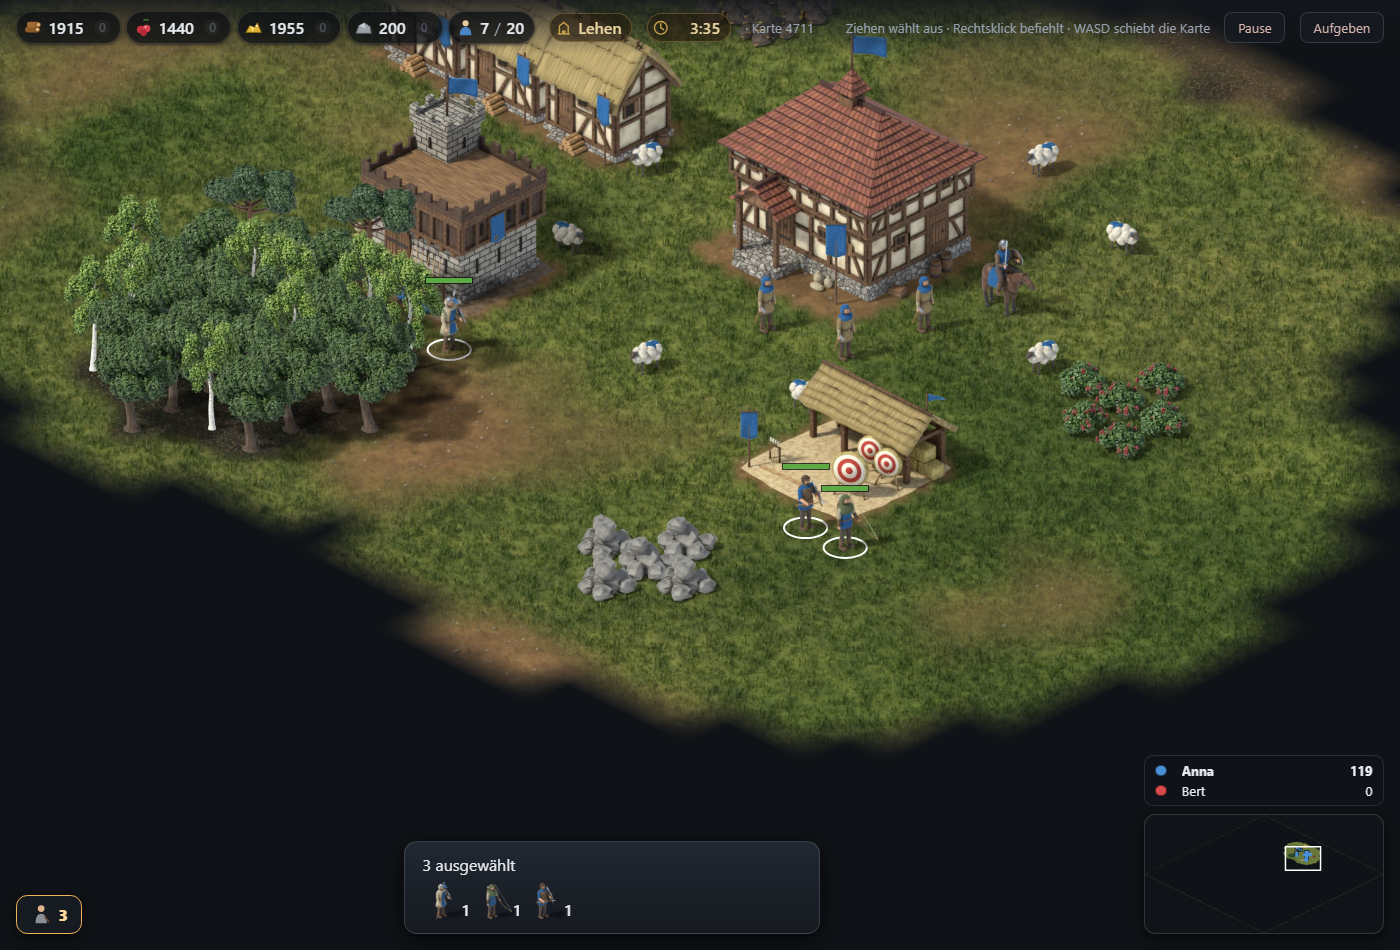 1915 0 1440 0 1955 0 200 0 7 / 20 Lehen 3:35 · Karte 4711 Ziehen wählt aus · Rechtsklick befiehlt · WASD schiebt die Karte Pause Aufgeben
Anna 119
Bert 0
3 ausgewählt
1 1 1
3